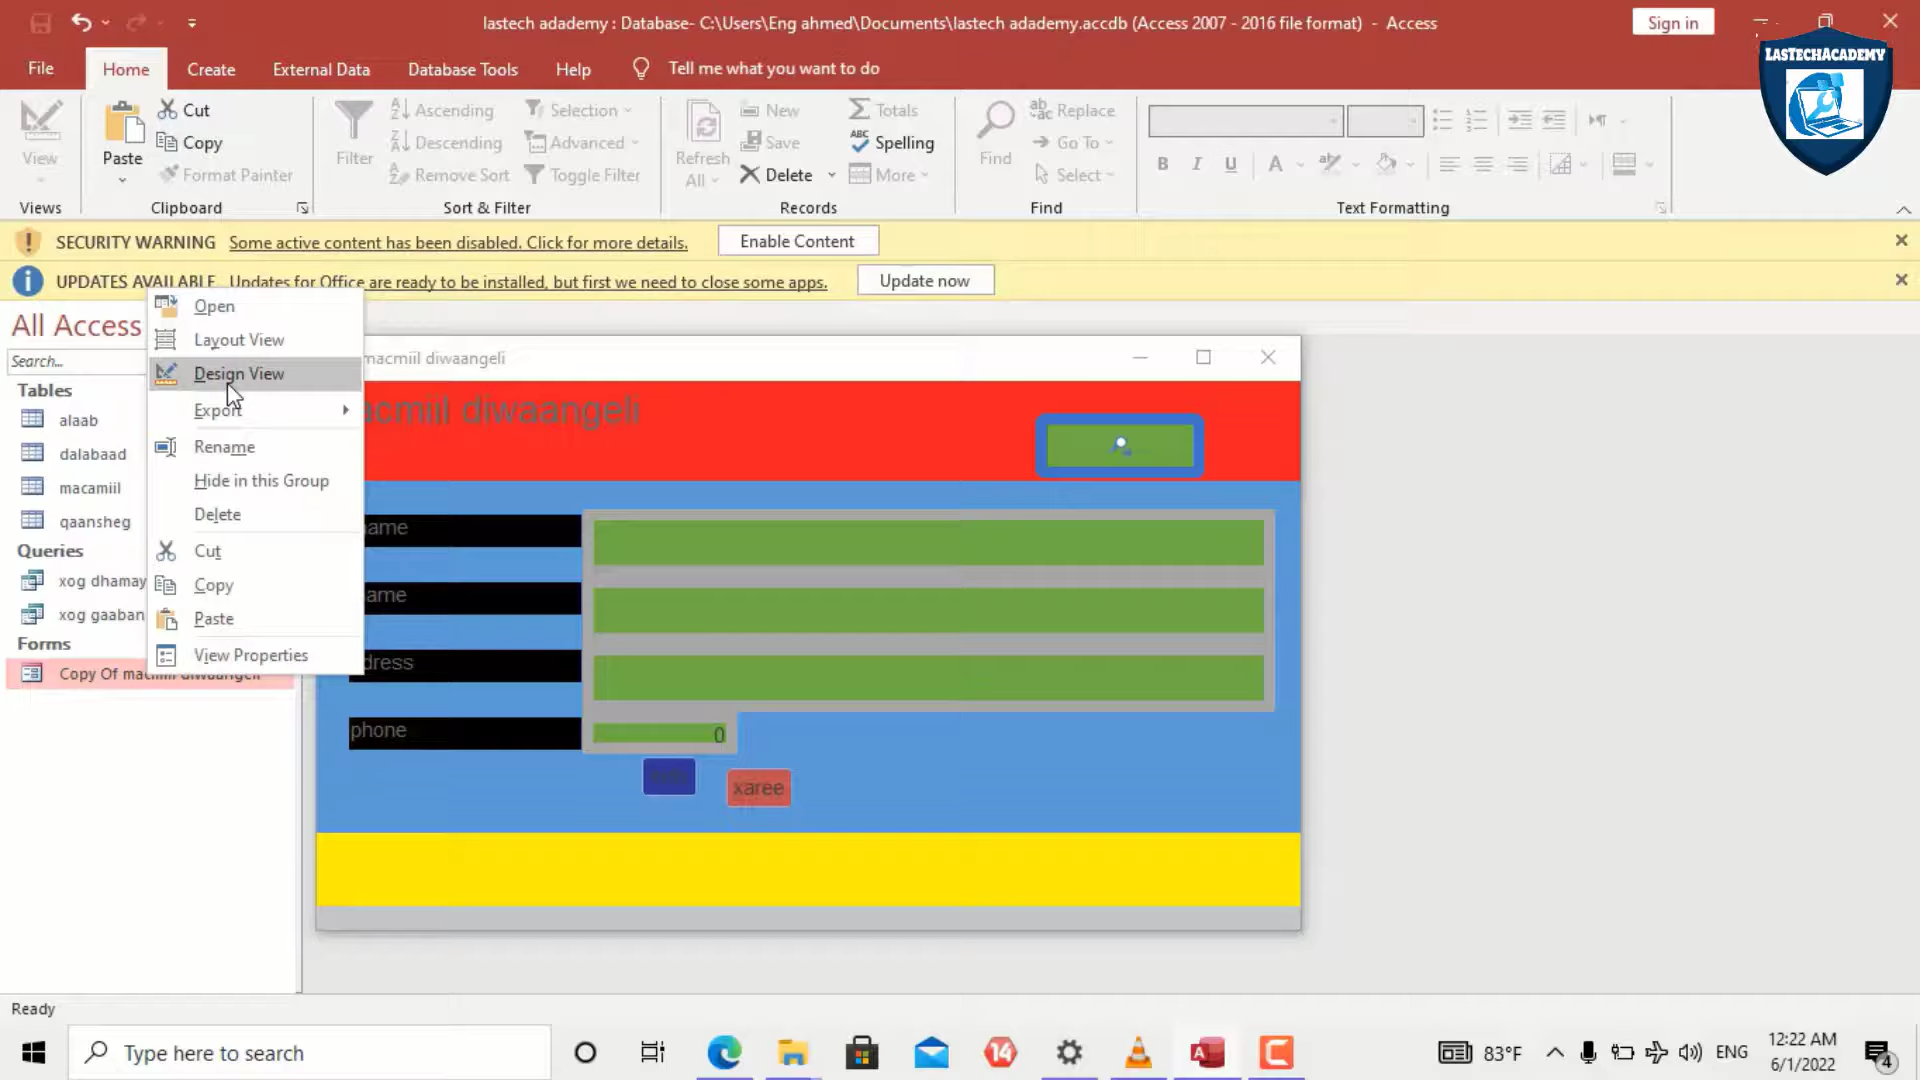 lastech adademy : Database- C:\Users\Eng ahmed\Documents\lastech adademy.accdb (Access 2007 - 2016 file format) - Access
Sign in
LASTECHACADEMY
File Home Create External Data Database Tools Help Tell me what you want to do
View
Views
Paste
Cut
Copy
Format Painter
Clipboard
Filter
Ascending
Descending
Remove Sort
Selection
Advanced
Toggle Filter
Sort & Filter
Refresh
All
New
Save
Delete
Totals
Spelling
More
Records
Find
Replace
Go To
Select
Find
Text Formatting
SECURITY WARNING Some active content has been disabled. Click for more details. Enable Content
UPDATES AVAILABLE Updates for Office are ready to be installed, but first we need to close some apps. Update now
All Access
Search...
Tables
alaab
dalabaad
macamiil
qaansheg
Queries
xog dhamay
xog gaaban
Forms
Copy Of macmiil diwaangeli
Open
Layout View
Design View
Export
Rename
Hide in this Group
Delete
Cut
Copy
Paste
View Properties
macmiil diwaangeli
acmiil diwaangeli
name
ame
dress
phone
0
xaree
Ready
Type here to search
14
83°F
ENG
12:22 AM
6/1/2022
4